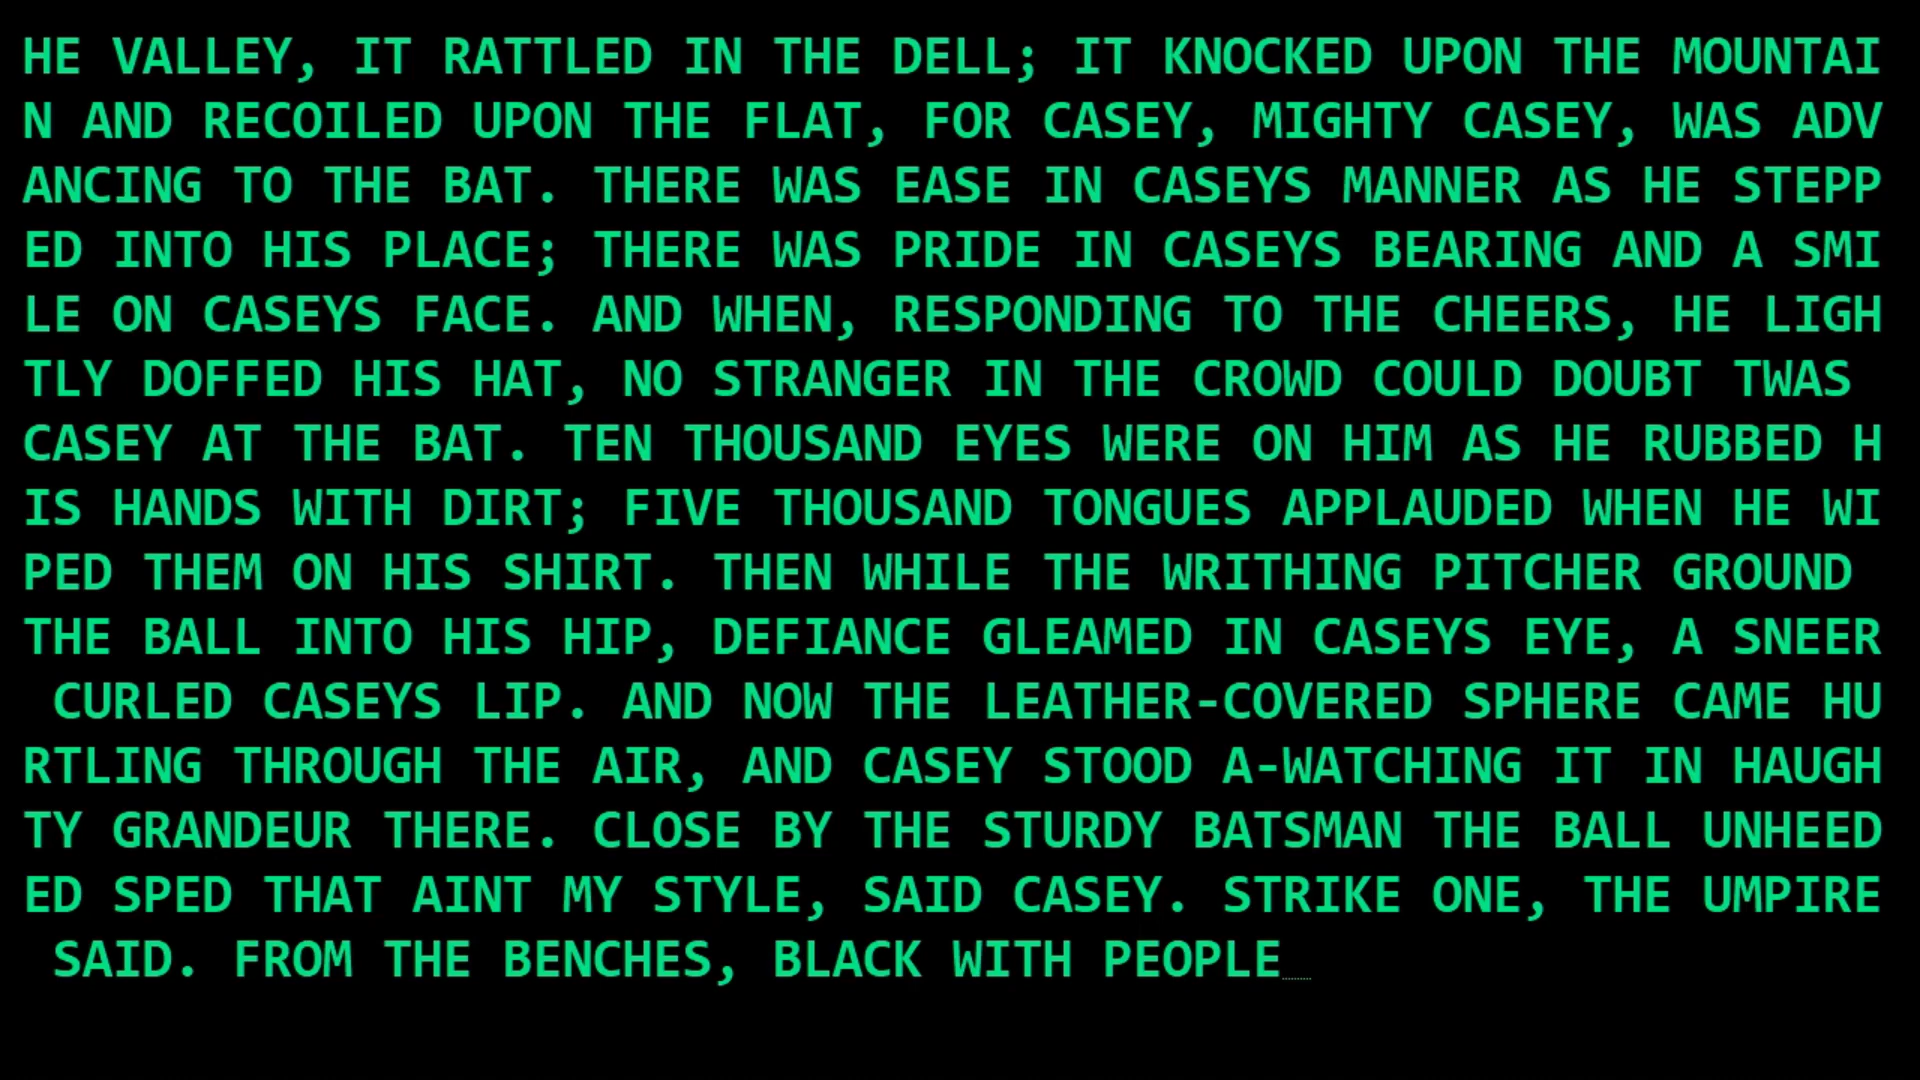 HE VALLEY, IT RATTLED IN THE DELL; IT KNOCKED UPON THE MOUNTAI
N AND RECOILED UPON THE FLAT, FOR CASEY, MIGHTY CASEY, WAS ADV
ANCING TO THE BAT. THERE WAS EASE IN CASEYS MANNER AS HE STEPP
ED INTO HIS PLACE; THERE WAS PRIDE IN CASEYS BEARING AND A SMI
LE ON CASEYS FACE. AND WHEN, RESPONDING TO THE CHEERS, HE LIGH
TLY DOFFED HIS HAT, NO STRANGER IN THE CROWD COULD DOUBT TWAS
CASEY AT THE BAT. TEN THOUSAND EYES WERE ON HIM AS HE RUBBED H
IS HANDS WITH DIRT; FIVE THOUSAND TONGUES APPLAUDED WHEN HE WI
PED THEM ON HIS SHIRT. THEN WHILE THE WRITHING PITCHER GROUND
THE BALL INTO HIS HIP, DEFIANCE GLEAMED IN CASEYS EYE, A SNEER
 CURLED CASEYS LIP. AND NOW THE LEATHER-COVERED SPHERE CAME HU
RTLING THROUGH THE AIR, AND CASEY STOOD A-WATCHING IT IN HAUGH
TY GRANDEUR THERE. CLOSE BY THE STURDY BATSMAN THE BALL UNHEED
ED SPED THAT AINT MY STYLE, SAID CASEY. STRIKE ONE, THE UMPIRE
 SAID. FROM THE BENCHES, BLACK WITH PEOPLE_